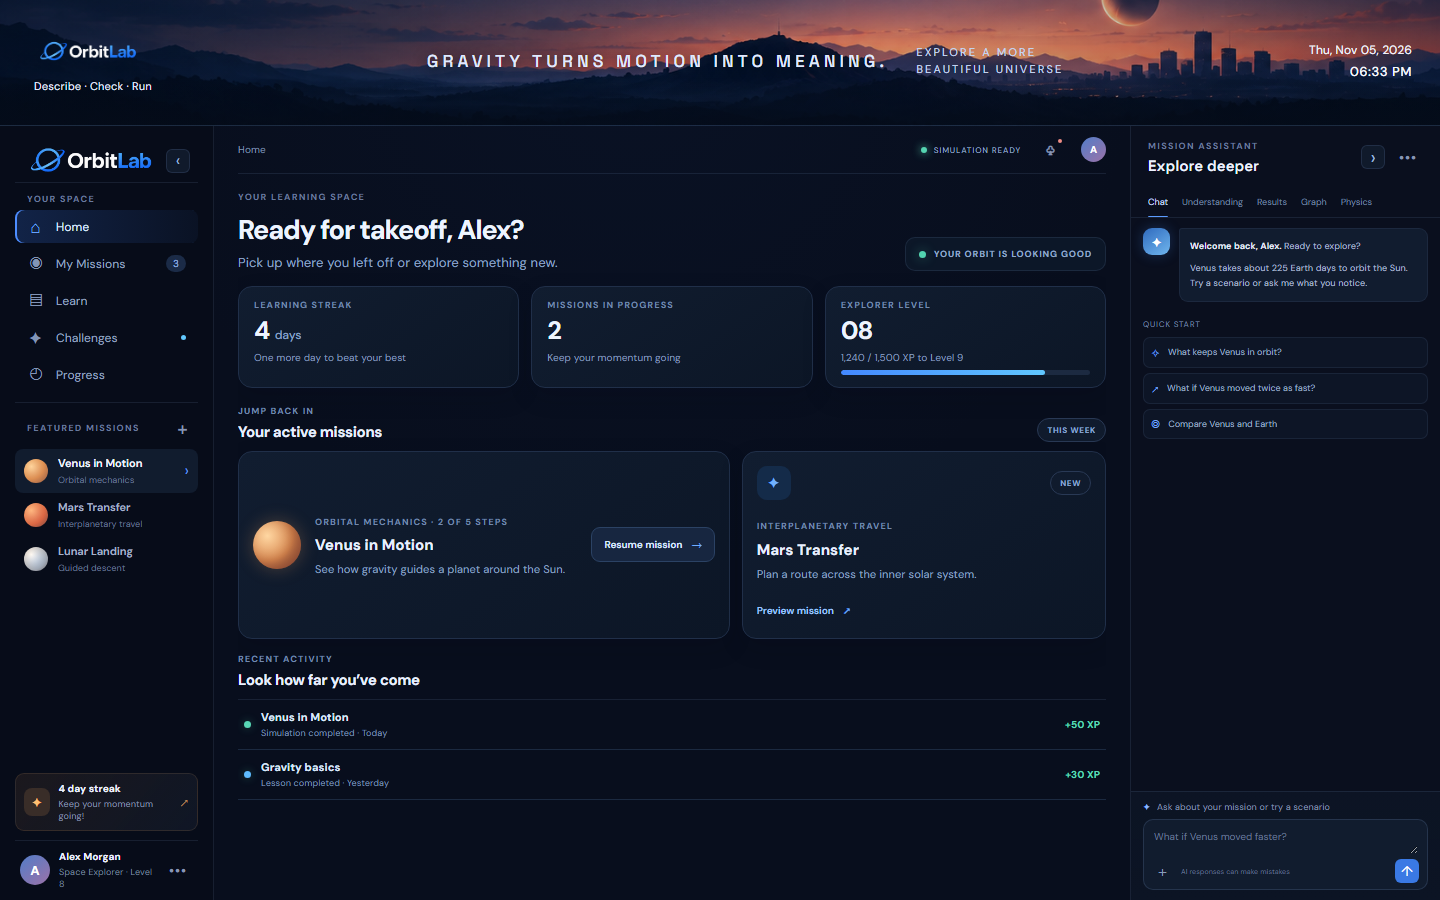 OrbitLab
Describe · Check · Run
GRAVITY TURNS MOTION INTO MEANING.
EXPLORE A MORE
BEAUTIFUL UNIVERSE
Thu, Nov 05, 2026
06:33 PM
OrbitLab
YOUR SPACE
Home
My Missions
3
Learn
Challenges
Progress
FEATURED MISSIONS
Venus in Motion
Orbital mechanics
Mars Transfer
Interplanetary travel
Lunar Landing
Guided descent
4 day streak
Keep your momentum
going!
A
Alex Morgan
Space Explorer · Level
8
Home
SIMULATION READY
A
YOUR LEARNING SPACE
Ready for takeoff, Alex?
Pick up where you left off or explore something new.
YOUR ORBIT IS LOOKING GOOD
LEARNING STREAK
4 days
One more day to beat your best
MISSIONS IN PROGRESS
2
Keep your momentum going
EXPLORER LEVEL
08
1,240 / 1,500 XP to Level 9
JUMP BACK IN
Your active missions
THIS WEEK
ORBITAL MECHANICS · 2 OF 5 STEPS
Venus in Motion
See how gravity guides a planet around the Sun.
Resume mission →
NEW
INTERPLANETARY TRAVEL
Mars Transfer
Plan a route across the inner solar system.
Preview mission ↗
RECENT ACTIVITY
Look how far you've come
Venus in Motion
Simulation completed · Today
+50 XP
Gravity basics
Lesson completed · Yesterday
+30 XP
MISSION ASSISTANT
Explore deeper
Chat
Understanding
Results
Graph
Physics
Welcome back, Alex. Ready to explore?
Venus takes about 225 Earth days to orbit the Sun.
Try a scenario or ask me what you notice.
QUICK START
What keeps Venus in orbit?
What if Venus moved twice as fast?
Compare Venus and Earth
Ask about your mission or try a scenario
What if Venus moved faster?
AI responses can make mistakes